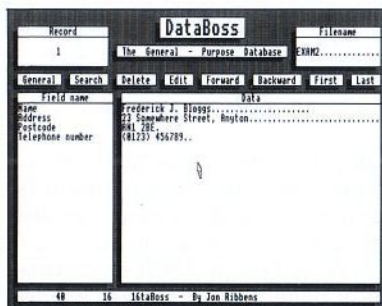 Record
1
DataBoss
The General - Purpose Database
Filename
EXAM2.............
General Search Delete Edit Forward Backward First Last
Field name
Name
Address
Postcode
Telephone number
Data
Frederick J. Bloggs......................
23 Somewhere Street, Anyton..............................
AN1 2BE.
(0123) 456789..
40 16 16taBoss - By Jon Ribbens